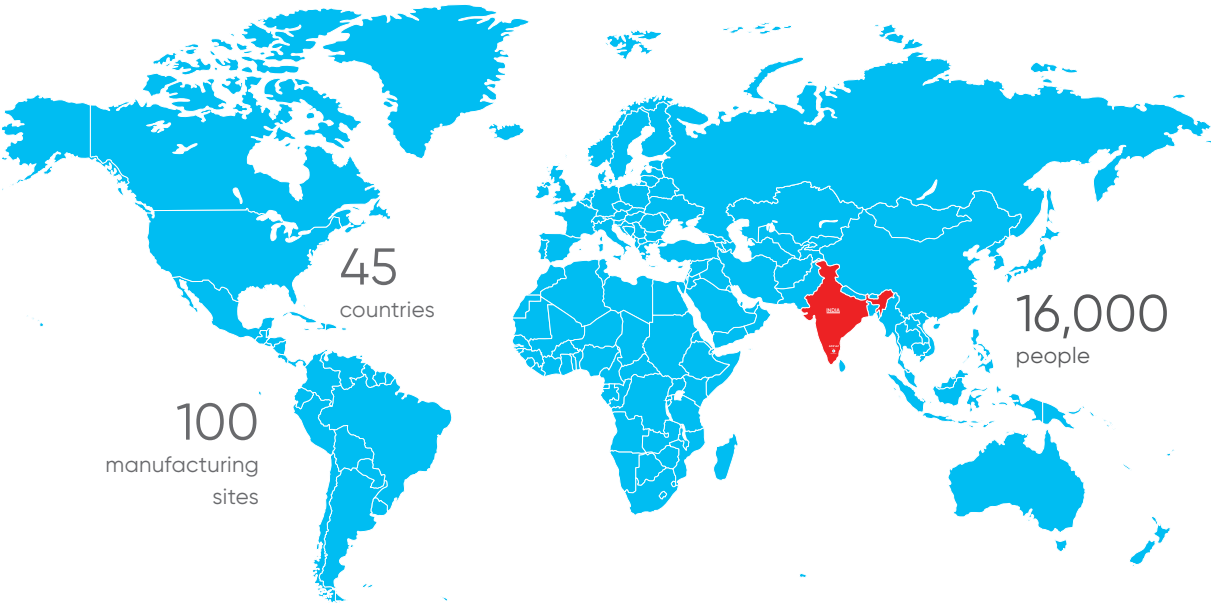 45
countries
16,000
people
INDIA
100
manufacturing
sites